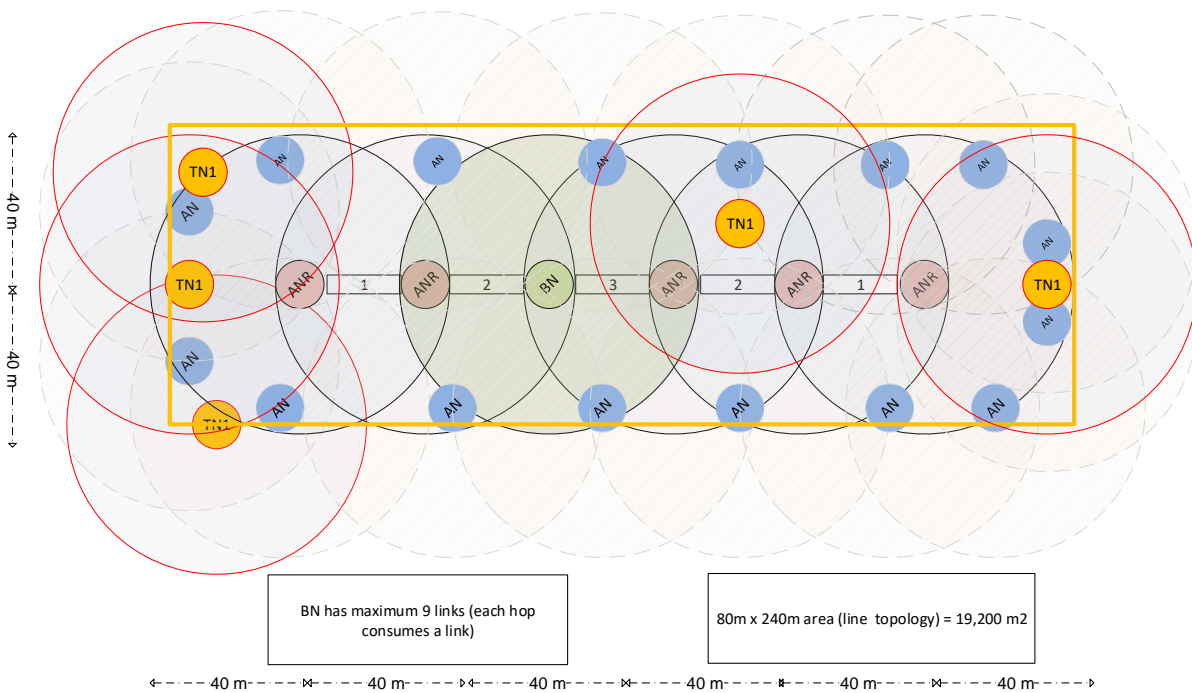 AN
AN
AN
AN
AN
AN
TN1
TN1
AN
AN
40 m
TN1
ANR
1
ANR
2
BN
3
ANR
2
ANR
1
ANR
TN1
AN
AN
40 m
AN
AN
AN
AN
AN
AN
TN1
BN has maximum 9 links (each hop
consumes a link)
80m x 240m area (line topology) = 19,200 m2
40 m
40 m
40 m
40 m
40 m
40 m